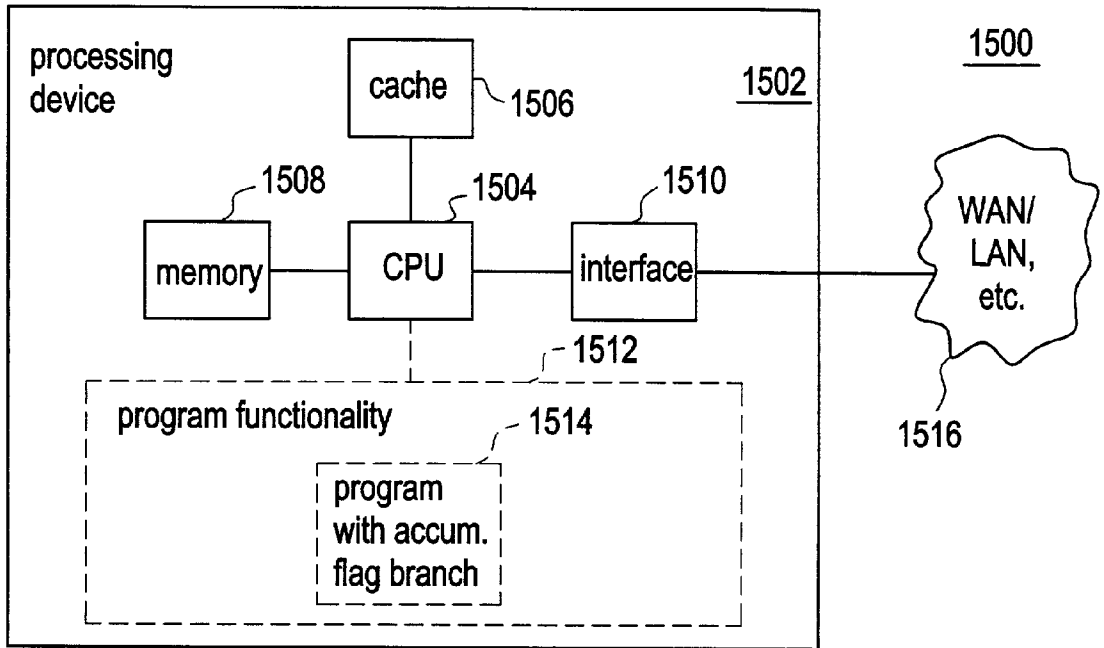 processing
device
cache
1506
1502
1500
1508
1504
1510
memory
CPU
interface
WAN/
LAN,
etc.
1512
program functionality
1514
1516
program
with accum.
flag branch